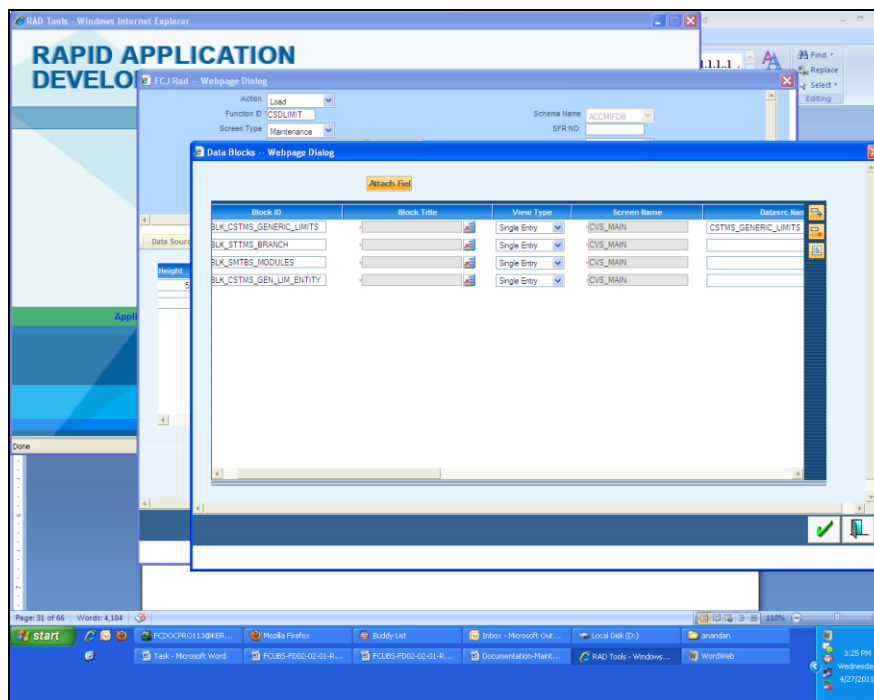 RAD Tools - Windows Internet Explorer
RAPID APPLICATION
DEVELO
FCJ Rad -- Webpage Dialog
Find
Replace
Select
Editing
Action Load
Function ID *CSDLIMIT
Schema Name ACCMIFDB
Screen Type Maintenance
SFR NO:
Data Blocks -- Webpage Dialog
Attach Fiel
Block ID Block Title View Type Screen Name Datasrc Nam
BLK_CSTMS_GENERIC_LIMITS Single Entry CVS_MAIN CSTMS_GENERIC_LIMITS
BLK_STTMS_BRANCH Single Entry CVS_MAIN
BLK_SMTBS_MODULES Single Entry CVS_MAIN
BLK_CSTMS_GEN_LIM_ENTITY Single Entry CVS_MAIN
Data Sourc
Height
5
Appli
Done
Page: 31 of 66 Words: 4,184
110%
start
FCDOCPRO113@KER...
Mozilla Firefox
Buddy List
Inbox - Microsoft Out...
Local Disk (D:)
anandan
Task - Microsoft Word
FCUBS-FD02-02-01-R...
FCUBS-FD02-02-01-R...
Documentation-Maint...
RAD Tools - Windows...
WordWeb
3:25 PM
Wednesday
4/27/2011